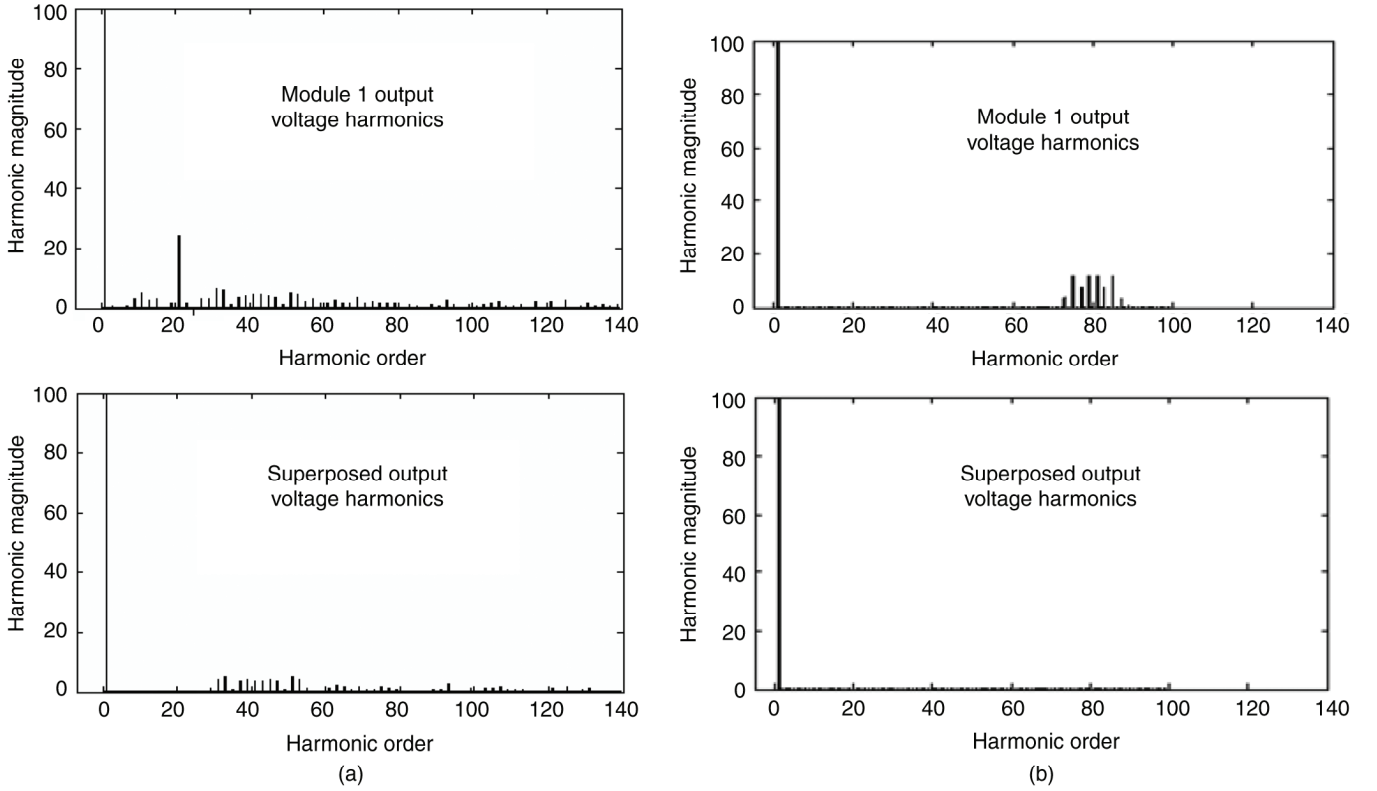 100
80
60
40
20
0
Harmonic magnitude
Module 1 output
voltage harmonics
0 20 40 60 80 100 120 140
Harmonic order
100
80
60
40
20
0
Harmonic magnitude
Module 1 output
voltage harmonics
0 20 40 60 80 100 120 140
Harmonic order
100
80
60
40
20
0
Harmonic magnitude
Superposed output
voltage harmonics
0 20 40 60 80 100 120 140
Harmonic order
(a)
100
80
60
40
20
0
Harmonic magnitude
Superposed output
voltage harmonics
0 20 40 60 80 100 120 140
Harmonic order
(b)